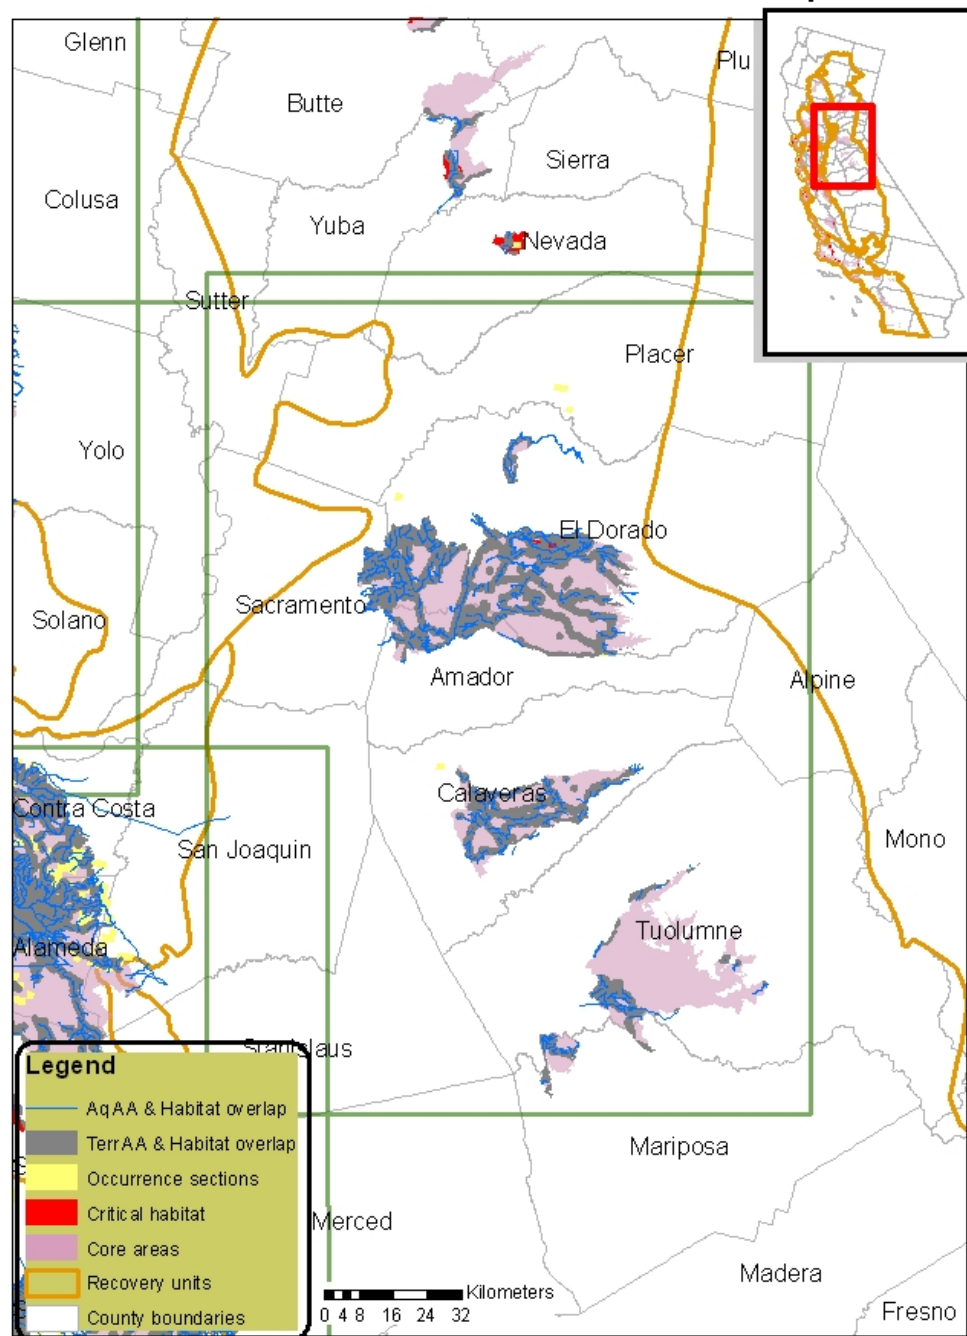 Glenn
Plu
Butte
Sierra
Colusa
Yuba
Nevada
Sutter
Placer
Yolo
El Dorado
Solano
Sacramento
Amador
Alpine
Calaveras
Contra Costa
Mono
San Joaquin
Tuolumne
Alameda
Stanislaus
Legend
AqAA & Habitat overlap
TerrAA & Habitat overlap
Occurrence sections
Critical habitat
Core areas
Recovery units
County boundaries
Mariposa
Merced
Madera
Kilometers
0 4 8 16 24 32
Fresno